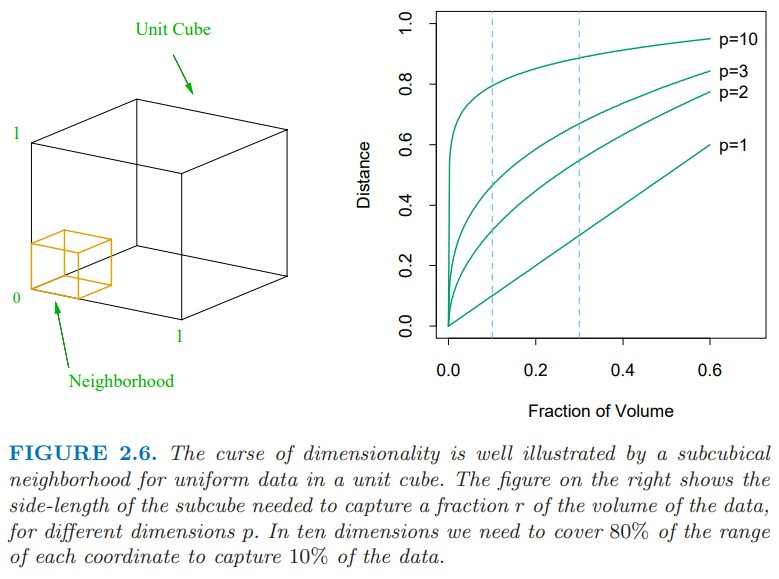 Unit Cube
1
0
1
Neighborhood
Distance
1.0
0.8
0.6
0.4
0.2
0.0
p=10
p=3
p=2
p=1
0.0 0.2 0.4 0.6
Fraction of Volume
FIGURE 2.6. The curse of dimensionality is well illustrated by a subcubical
neighborhood for uniform data in a unit cube. The figure on the right shows the
side-length of the subcube needed to capture a fraction r of the volume of the data,
for different dimensions p. In ten dimensions we need to cover 80% of the range
of each coordinate to capture 10% of the data.